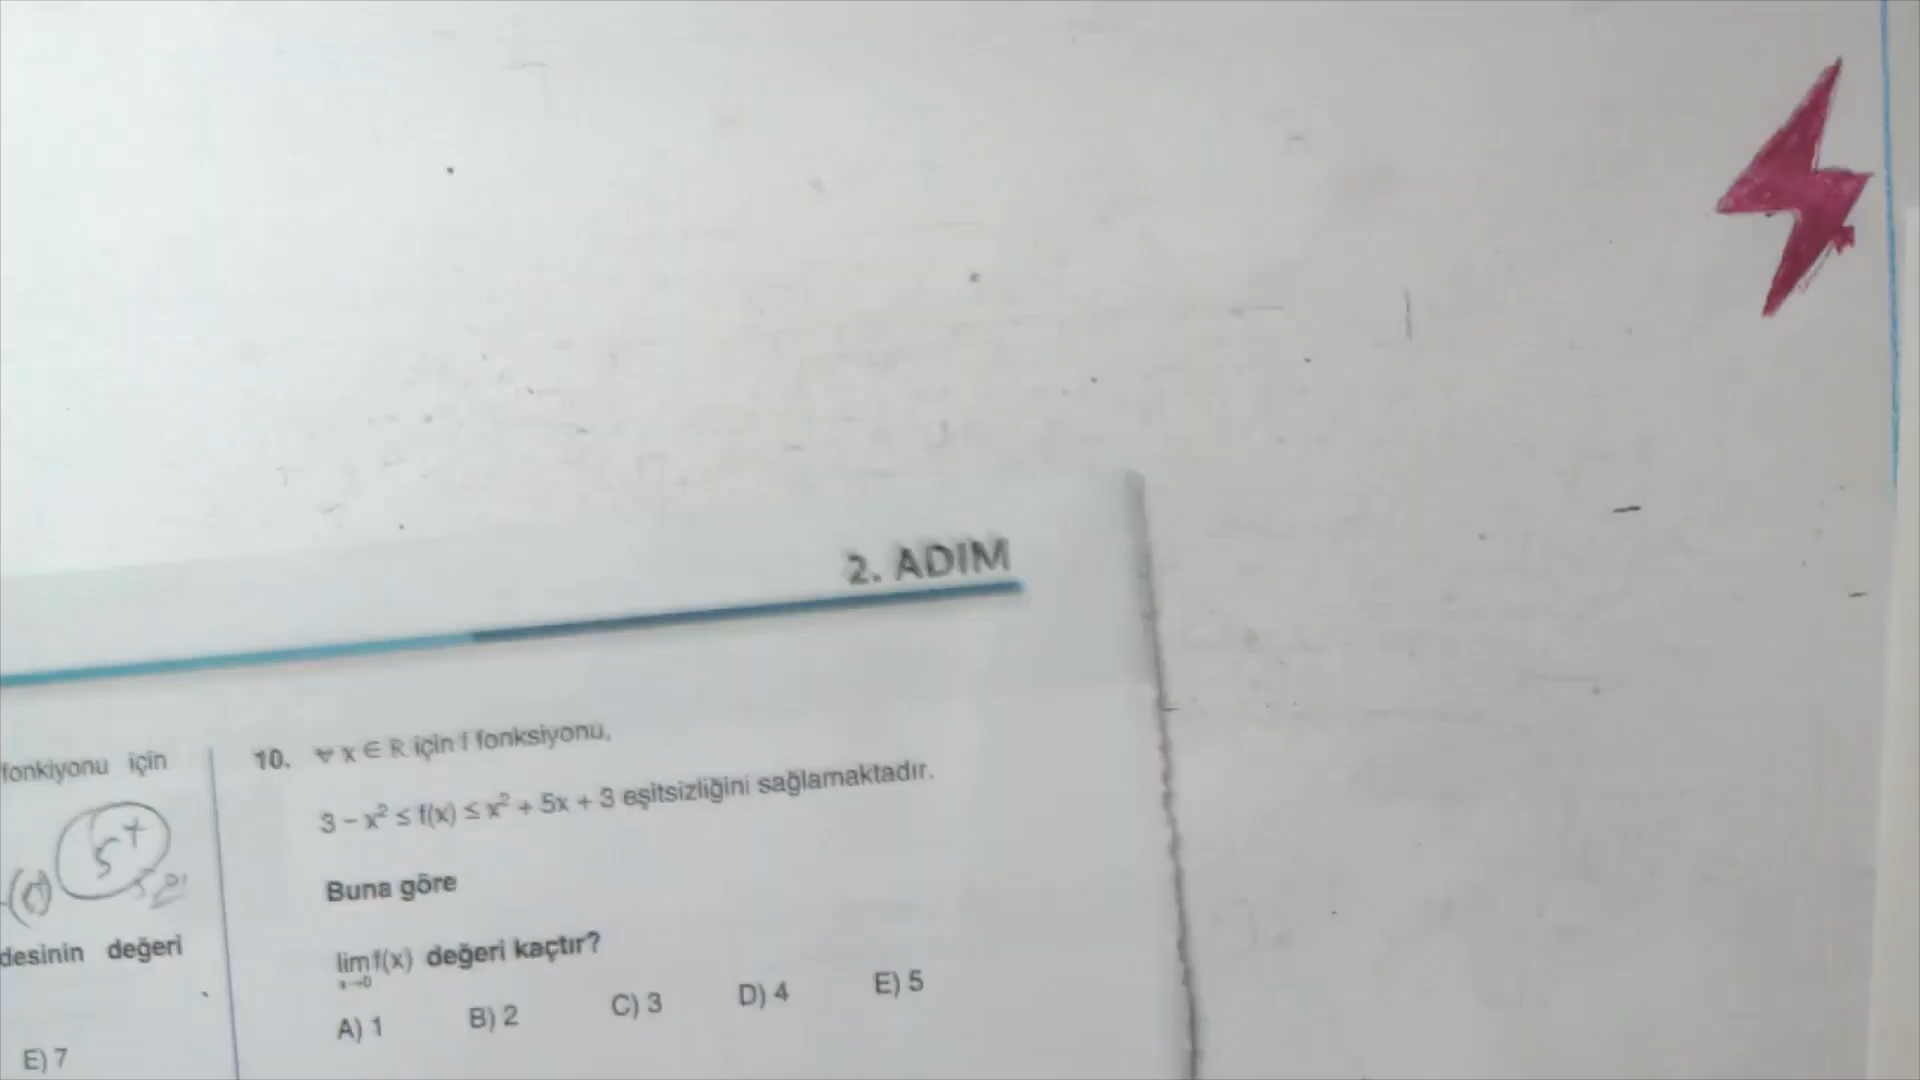 2. ADIM
fonkiyonu için
5+
desinin değeri
E) 7
10. ∀ x ∈ R için f fonksiyonu,
3 – x² ≤ f(x) ≤ x² + 5x + 3 eşitsizliğini sağlamaktadır.
Buna göre
lim f(x) değeri kaçtır?
x→0
A) 1 B) 2 C) 3 D) 4 E) 5